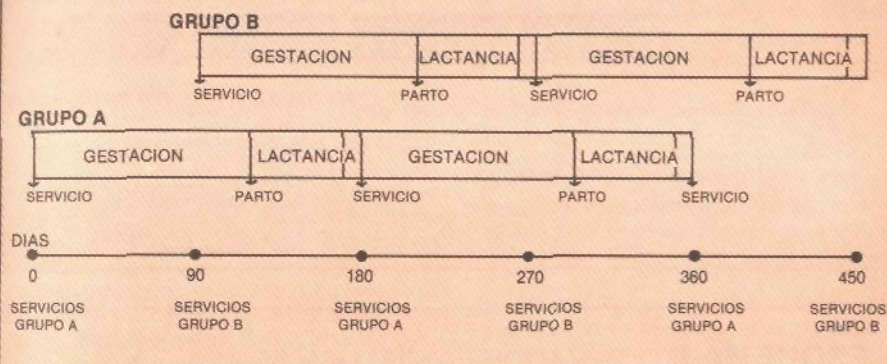 GRUPO B
GESTACION LACTANCIA GESTACION LACTANCIA
SERVICIO PARTO SERVICIO PARTO
GRUPO A
GESTACION LACTANCIA GESTACION LACTANCIA
SERVICIO PARTO SERVICIO PARTO SERVICIO
DIAS
0 90 180 270 360 450
SERVICIOS SERVICIOS SERVICIOS SERVICIOS SERVICIOS SERVICIOS
GRUPO A GRUPO B GRUPO A GRUPO B GRUPO A GRUPO B